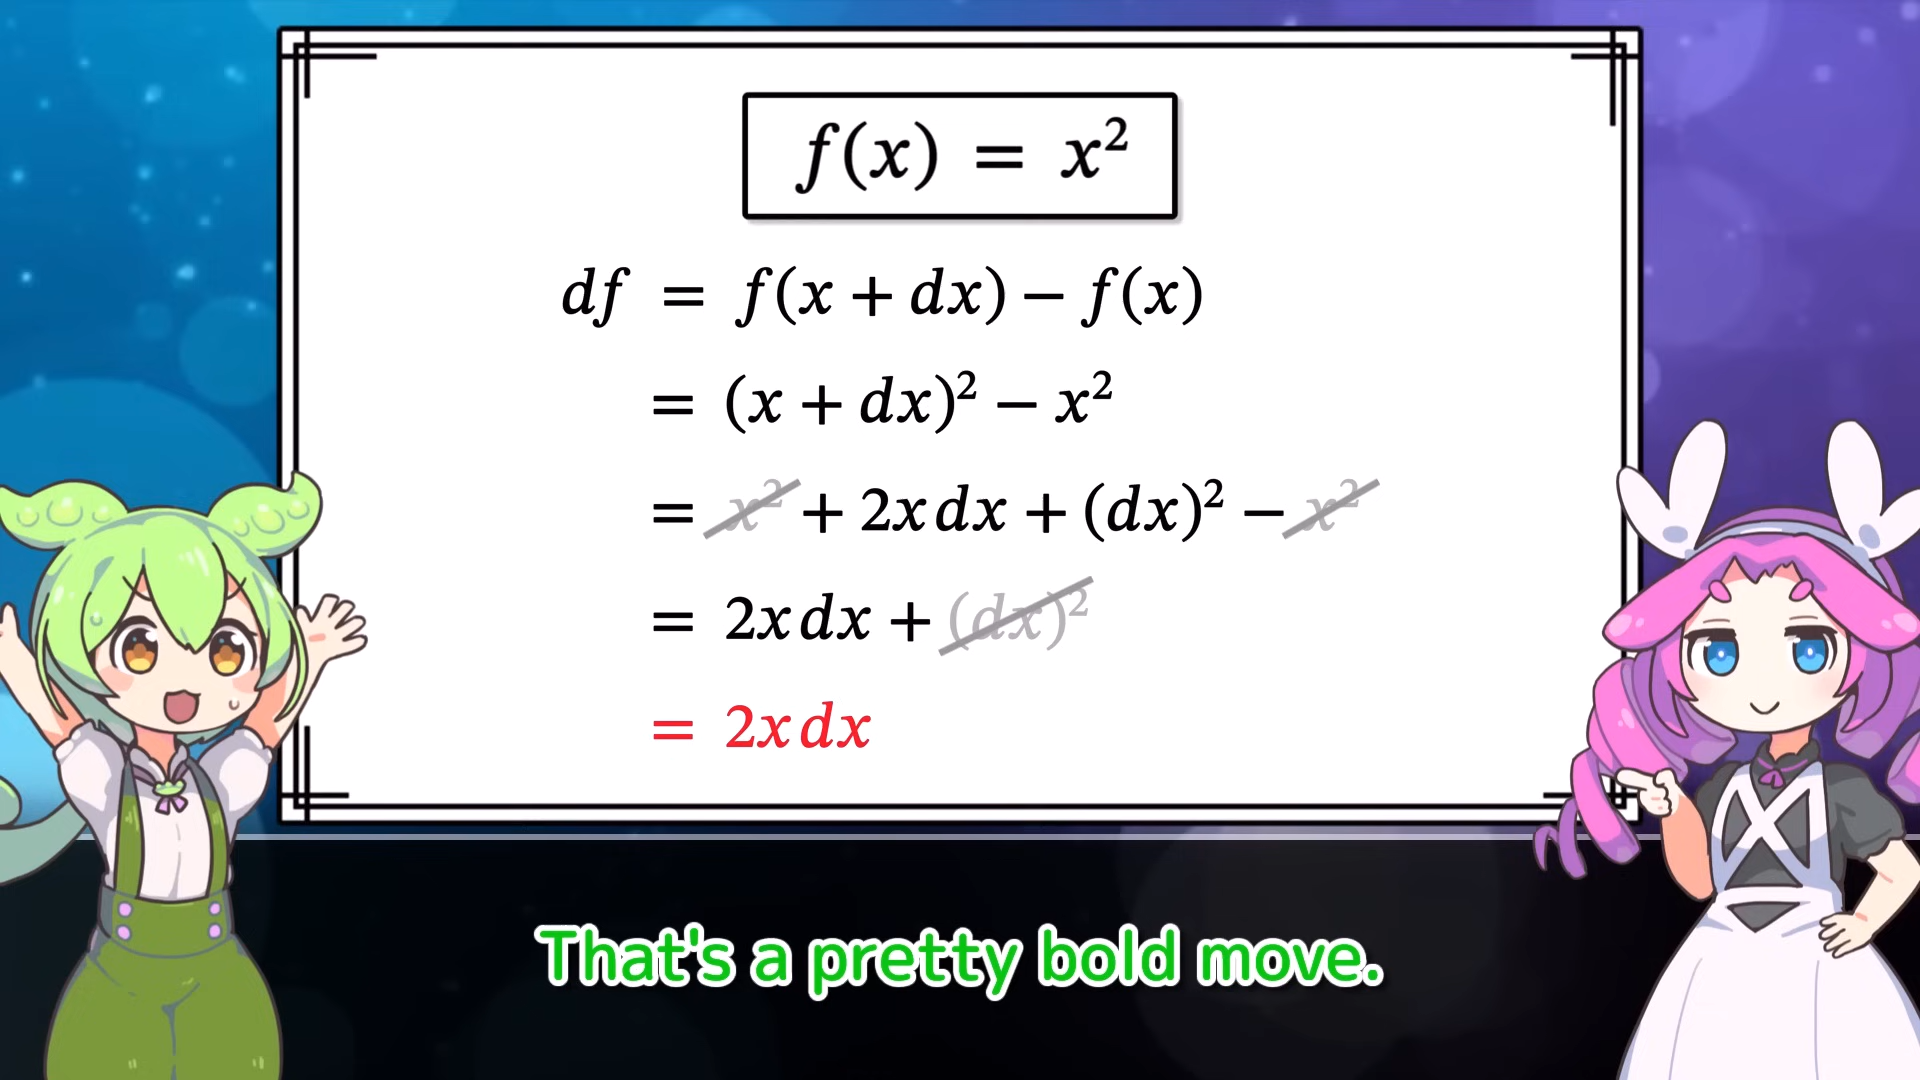 f(x) = x²
df = f(x + dx) − f(x)
= (x + dx)² − x²
= x² + 2x dx + (dx)² − x²
= 2x dx + (dx)²
= 2x dx
That's a pretty bold move.